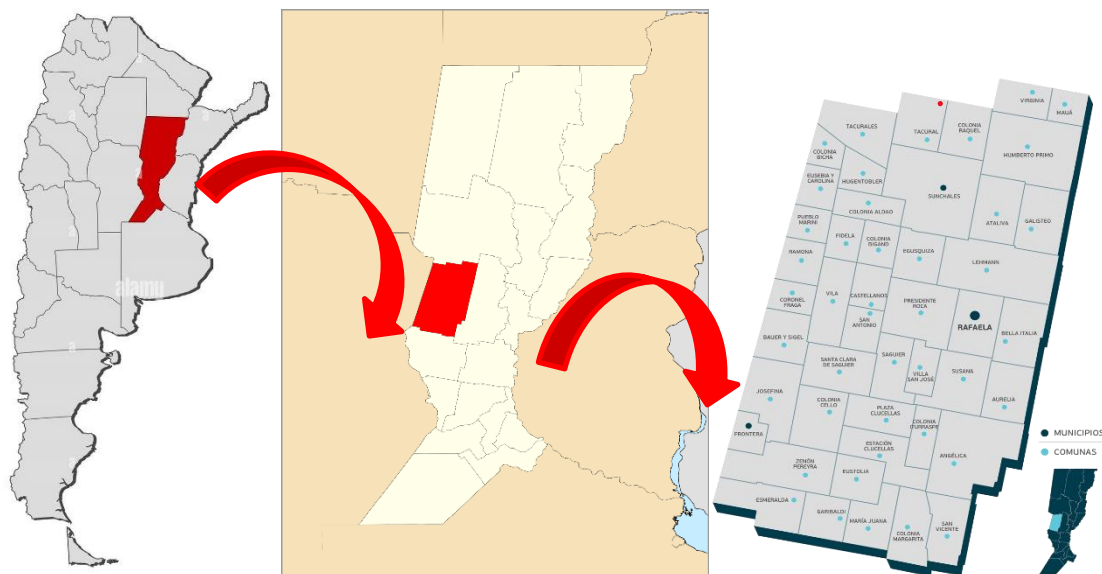 alamy
a
a
a
a
a
a
VIRGINIA
MAUÁ
TACURALES
TACURAL
COLONIA
RAQUEL
COLONIA
BICHA
HUMBERTO PRIMO
EUSEBIA Y
CAROLINA
HUGENTOBLER
SUNCHALES
COLONIA ALDAO
PUEBLO
MARINI
ATALIVA
GALISTEO
FIDELA
COLONIA
BIGAND
EGUSQUIZA
RAMONA
LEHMANN
CORONEL
FRAGA
VILA
CASTELLANOS
PRESIDENTE
ROCA
SAN
ANTONIO
RAFAELA
BELLA ITALIA
BAUER Y SIGEL
SANTA CLARA
DE SAGUIER
SAGUIER
VILLA
SAN JOSÉ
SUSANA
JOSEFINA
AURELIA
COLONIA
CELLO
PLAZA
CLUCELLAS
COLONIA
ITURRASPE
FRONTERA
ESTACIÓN
CLUCELLAS
ANGÉLICA
ZENÓN
PEREYRA
EUSTOLIA
ESMERALDA
GARIBALDI
MARÍA JUANA
COLONIA
MARGARITA
SAN
VICENTE
MUNICIPIOS
COMUNAS